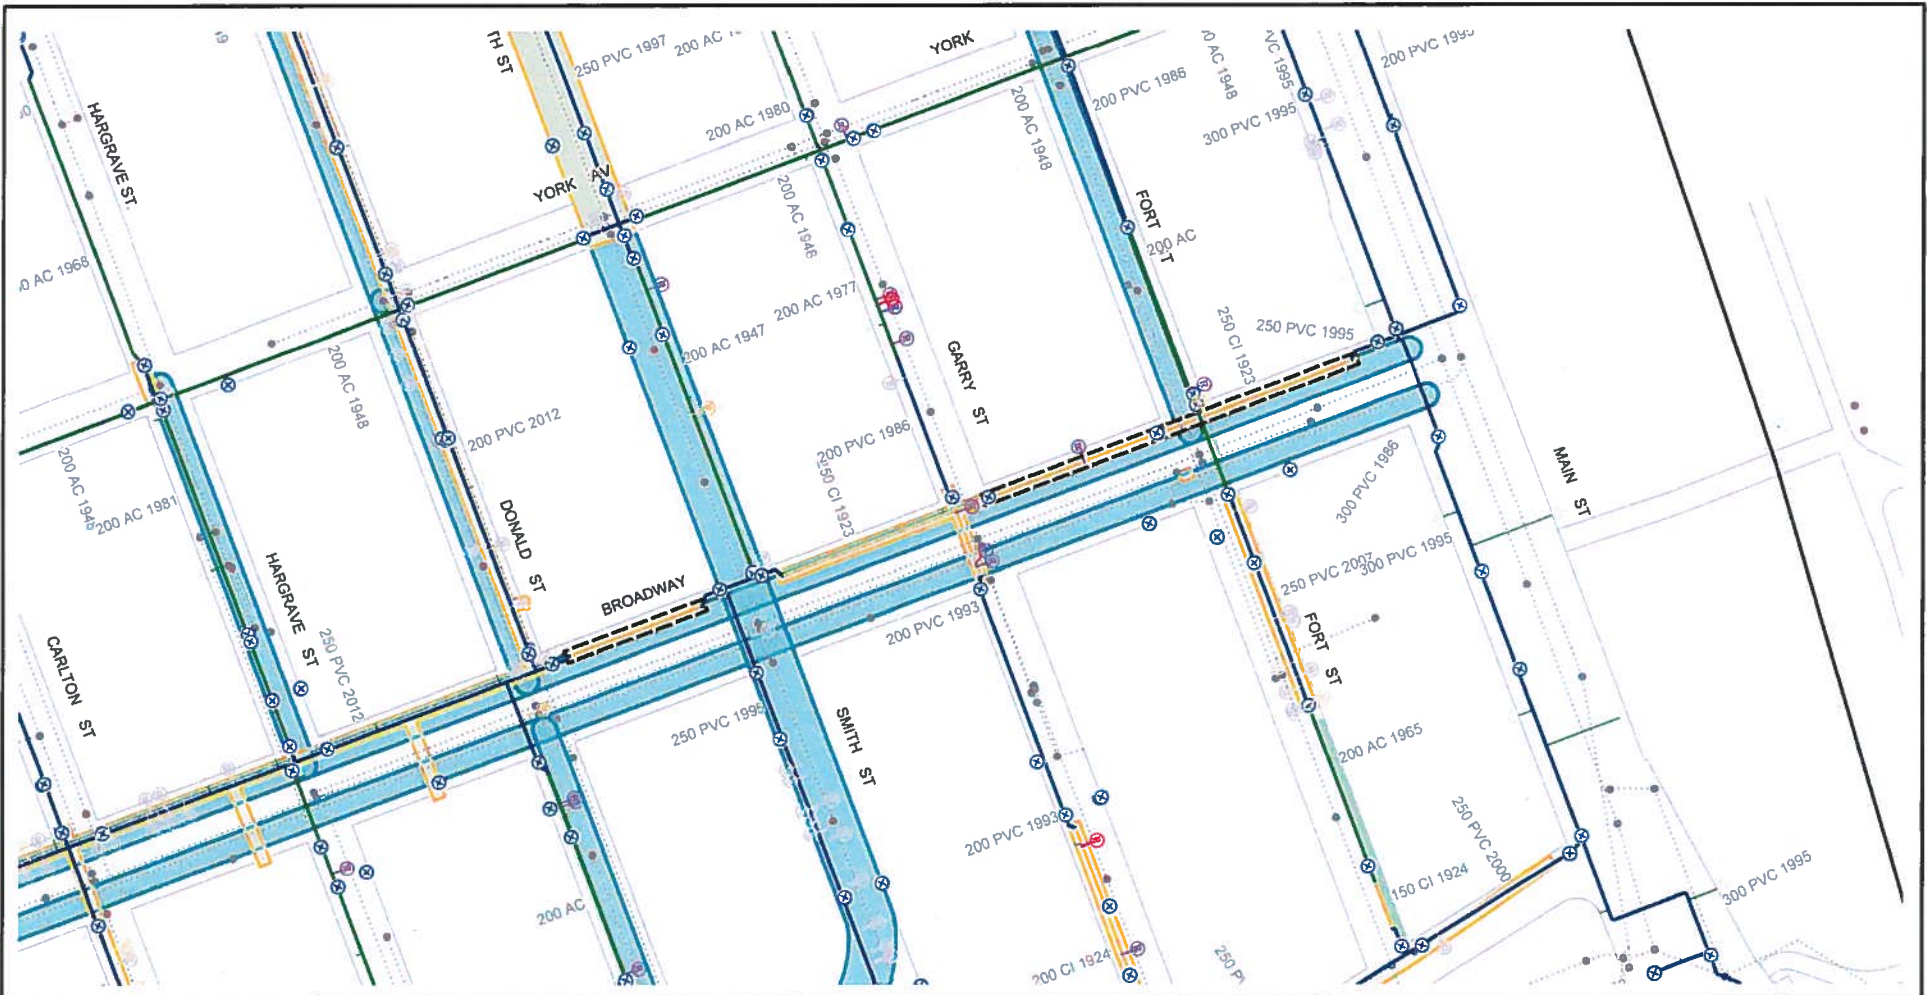 TH ST
250 PVC 1997
200 AC
YORK
200 PVC 1995
AC 1948
PVC 1995
200 PVC 1986
300 PVC 1995
HARGRAVE ST.
200 AC 1980
200 AC 1948
YORK AV
FORT ST
200 AC
AC 1968
200 AC 1948
200 AC 1977
200 AC 1947
250 CI 1923
250 PVC 1995
GARRY ST
200 AC 1948
200 PVC 2012
200 PVC 1986
250 CI 1923
300 PVC 1986
MAIN ST
200 AC 1948
200 AC 1981
DONALD ST
HARGRAVE ST
BROADWAY
250 PVC 2007
300 PVC 1995
200 PVC 1993
FORT ST
CARLTON ST
250 PVC 2012
250 PVC 1995
SMITH ST
200 AC 1965
200 PVC 1993
250 PVC 2000
150 CI 1924
300 PVC 1995
200 AC
200 CI 1924
250